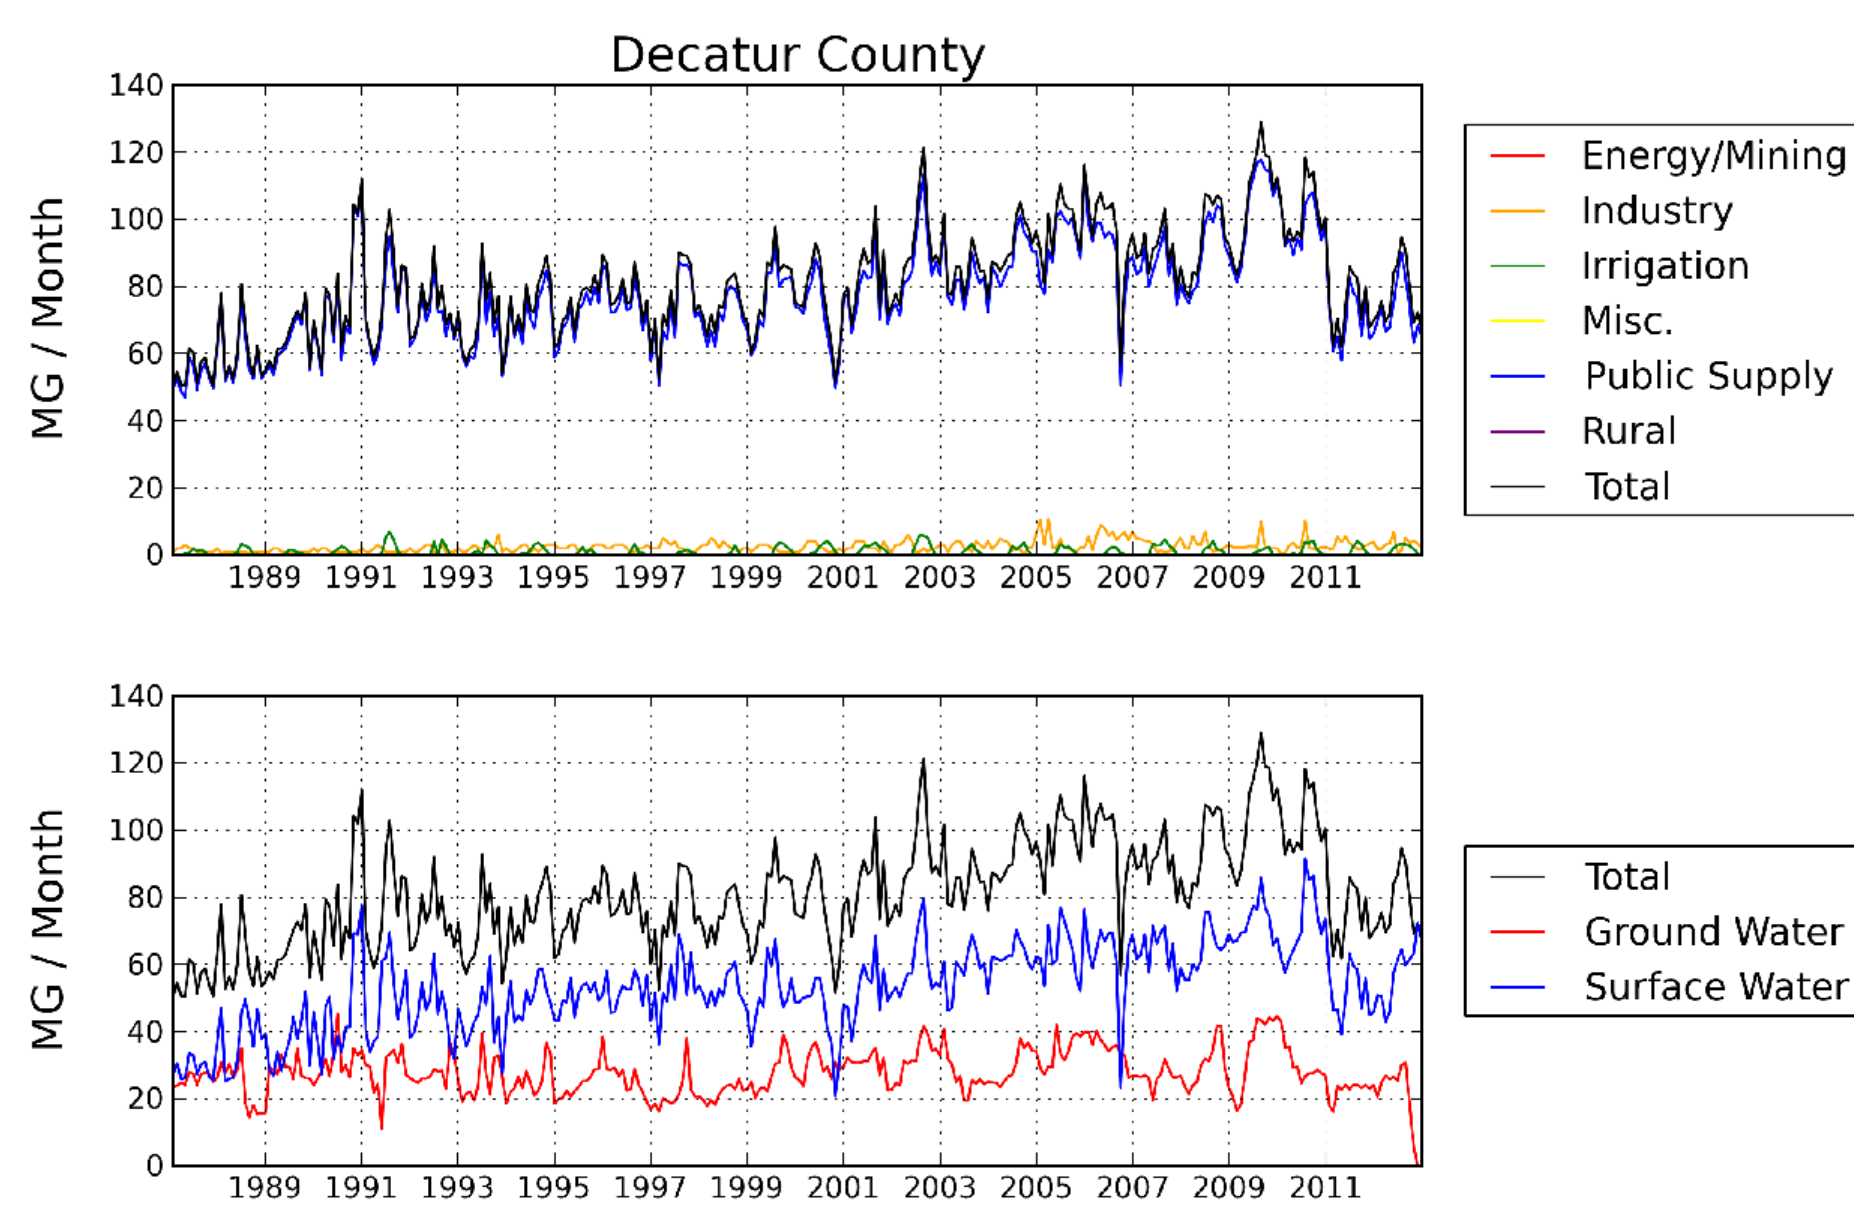 Decatur County
MG / Month
140
120
100
80
60
40
20
0
1989 1991 1993 1995 1997 1999 2001 2003 2005 2007 2009 2011
Energy/Mining
Industry
Irrigation
Misc.
Public Supply
Rural
Total
MG / Month
140
120
100
80
60
40
20
0
1989 1991 1993 1995 1997 1999 2001 2003 2005 2007 2009 2011
Total
Ground Water
Surface Water